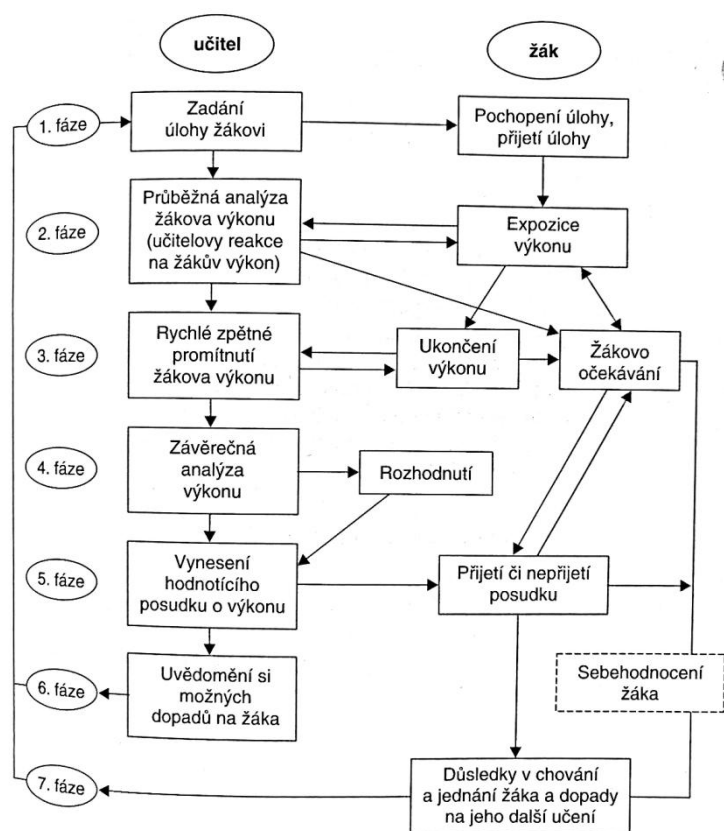 učitel
žák
1. fáze
Zadání
úlohy žákovi
Pochopení úlohy,
přijetí úlohy
2. fáze
Průběžná analýza
žákova výkonu
(učitelovy reakce
na žákův výkon)
Expozice
výkonu
3. fáze
Rychlé zpětné
promítnutí
žákova výkonu
Ukončení
výkonu
Žákovo
očekávání
4. fáze
Závěrečná
analýza
výkonu
Rozhodnutí
5. fáze
Vynesení
hodnotícího
posudku o výkonu
Přijetí či nepřijetí
posudku
6. fáze
Uvědomění si
možných
dopadů na žáka
Sebehodnocení
žáka
7. fáze
Důsledky v chování
a jednání žáka a dopady
na jeho další učení